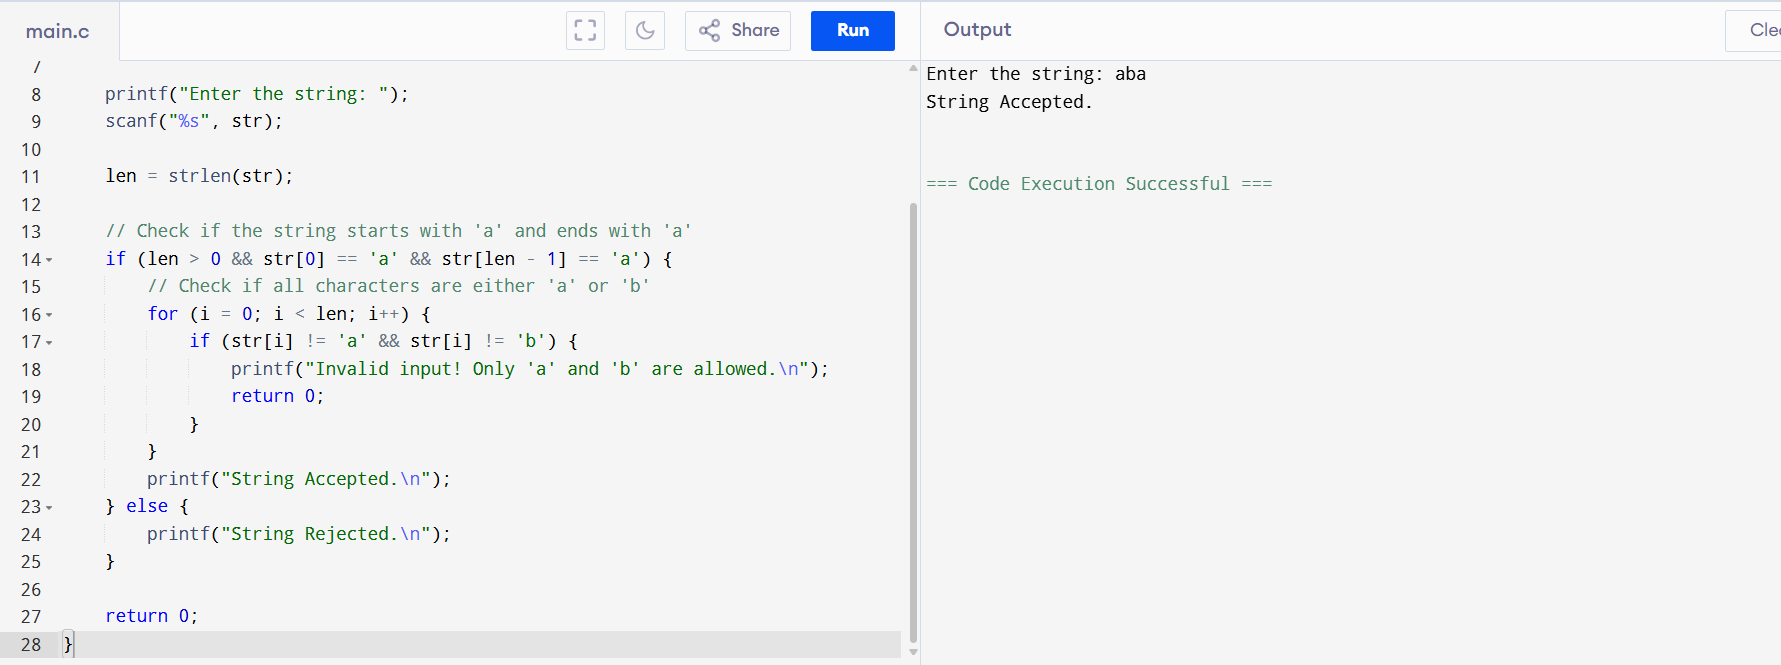 main.c
Share
Run
Output
8 printf("Enter the string: ");
9 scanf("%s", str);
10
11 len = strlen(str);
12
13 // Check if the string starts with 'a' and ends with 'a'
14 if (len > 0 && str[0] == 'a' && str[len - 1] == 'a') {
15 // Check if all characters are either 'a' or 'b'
16 for (i = 0; i < len; i++) {
17 if (str[i] != 'a' && str[i] != 'b') {
18 printf("Invalid input! Only 'a' and 'b' are allowed.\n");
19 return 0;
20 }
21 }
22 printf("String Accepted.\n");
23 } else {
24 printf("String Rejected.\n");
25 }
26
27 return 0;
28 }
Enter the string: aba
String Accepted.
=== Code Execution Successful ===